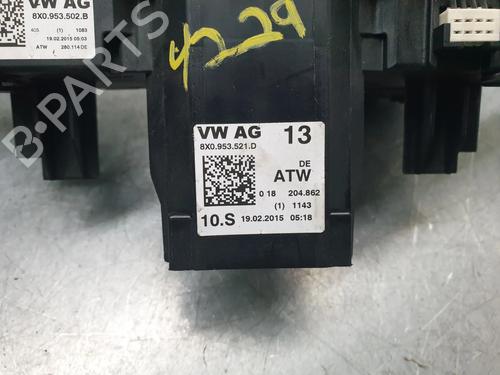 VW AG
8X0.953.502.B
40S (1) 1083
19.02.2015 05:03
ATW 280.114 DE
4229
VW AG 13
8X0.953.521.D
DE
ATW
0 18 204.862
(1) 1143
10.S 19.02.2015 05:18
B-PARTS